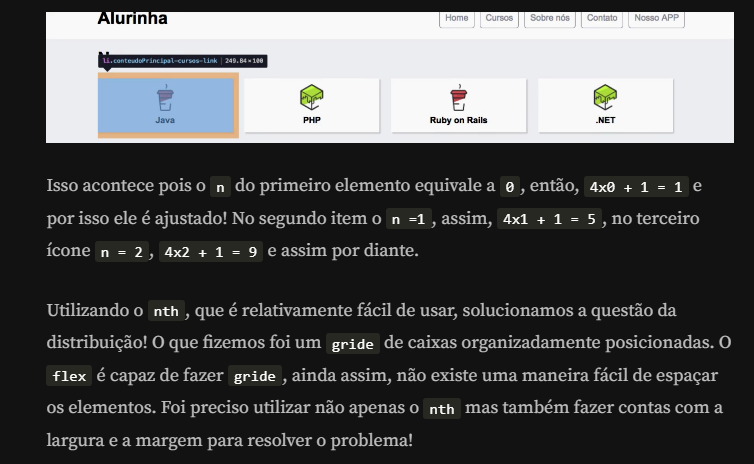 Alurinha
Home Cursos Sobre nós Contato Nosso APP
li.conteudoPrincipal-cursos-link | 249.84×100
Java PHP Ruby on Rails .NET
Isso acontece pois o n do primeiro elemento equivale a 0, então, 4x0 + 1 = 1 e
por isso ele é ajustado! No segundo item o n =1, assim, 4x1 + 1 = 5, no terceiro
ícone n = 2, 4x2 + 1 = 9 e assim por diante.
Utilizando o nth, que é relativamente fácil de usar, solucionamos a questão da
distribuição! O que fizemos foi um gride de caixas organizadamente posicionadas. O
flex é capaz de fazer gride, ainda assim, não existe uma maneira fácil de espaçar
os elementos. Foi preciso utilizar não apenas o nth mas também fazer contas com a
largura e a margem para resolver o problema!